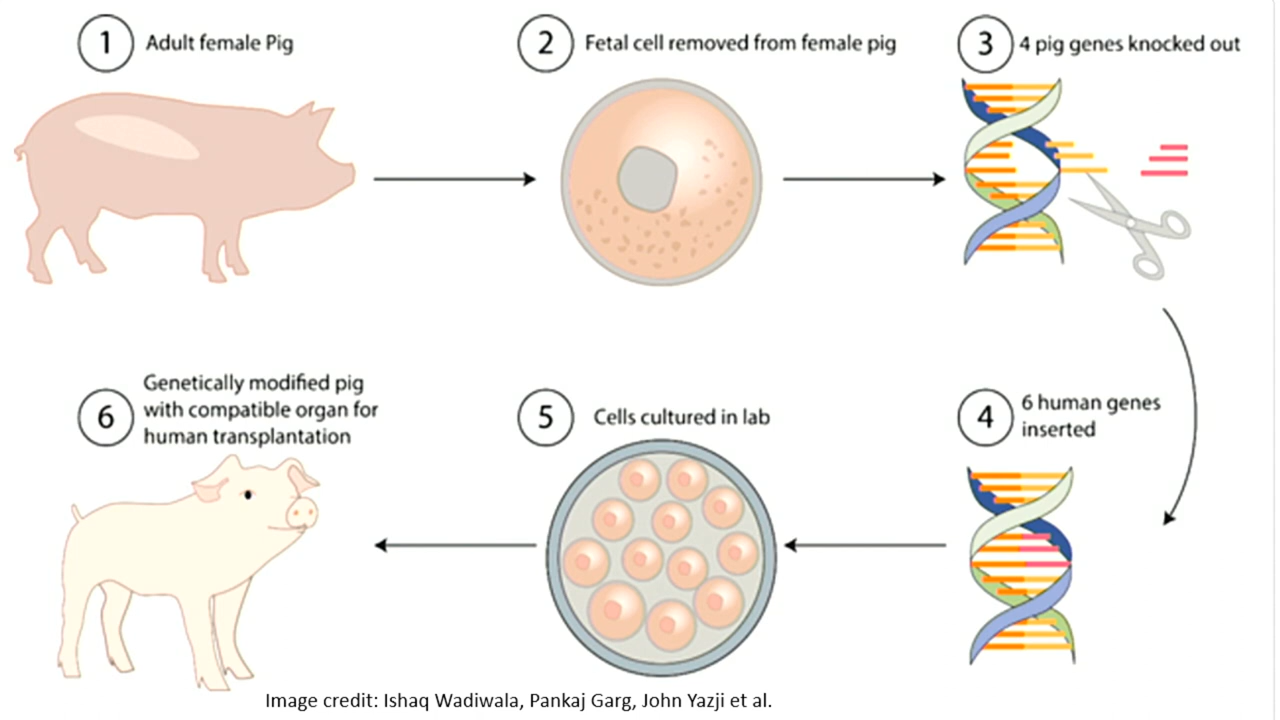 1 Adult female Pig
2 Fetal cell removed from female pig
3 4 pig genes knocked out
6 Genetically modified pig
with compatible organ for
human transplantation
5 Cells cultured in lab
4 6 human genes
inserted
Image credit: Ishaq Wadiwala, Pankaj Garg, John Yazji et al.